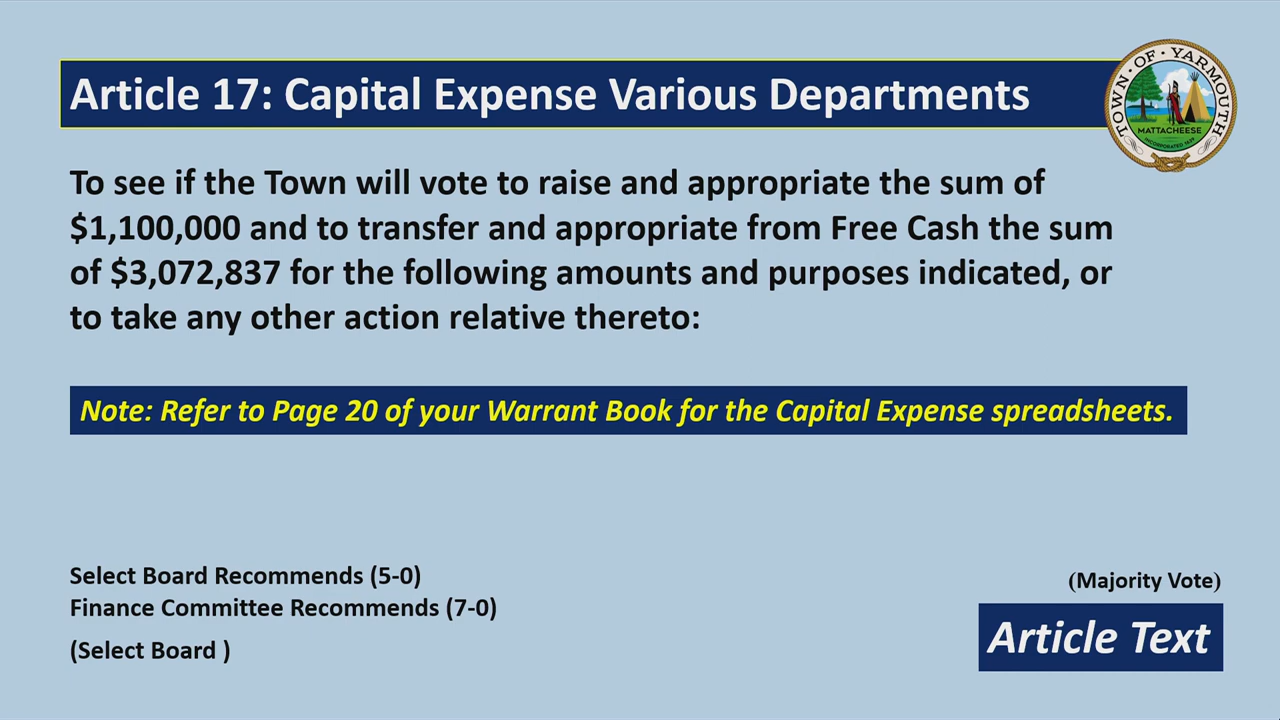 Article 17: Capital Expense Various Departments
TOWN · OF · YARMOUTH
MATTACHEESE
INCORPORATED 1639
To see if the Town will vote to raise and appropriate the sum of
$1,100,000 and to transfer and appropriate from Free Cash the sum
of $3,072,837 for the following amounts and purposes indicated, or
to take any other action relative thereto:
Note: Refer to Page 20 of your Warrant Book for the Capital Expense spreadsheets.
Select Board Recommends (5-0)
Finance Committee Recommends (7-0)
(Select Board )
(Majority Vote)
Article Text